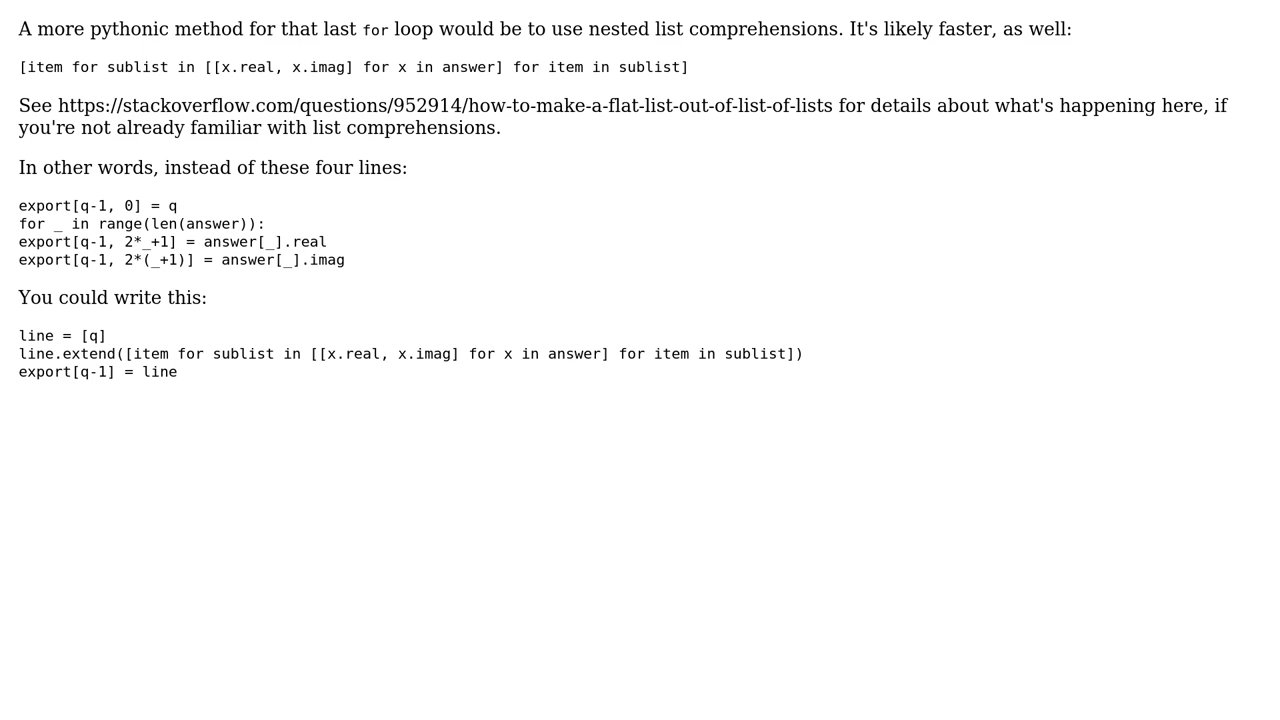 A more pythonic method for that last for loop would be to use nested list comprehensions. It's likely faster, as well:
[item for sublist in [[x.real, x.imag] for x in answer] for item in sublist]
See https://stackoverflow.com/questions/952914/how-to-make-a-flat-list-out-of-list-of-lists for details about what's happening here, if
you're not already familiar with list comprehensions.
In other words, instead of these four lines:
export[q-1, 0] = q
for _ in range(len(answer)):
export[q-1, 2*_+1] = answer[_].real
export[q-1, 2*(_+1)] = answer[_].imag
You could write this:
line = [q]
line.extend([item for sublist in [[x.real, x.imag] for x in answer] for item in sublist])
export[q-1] = line